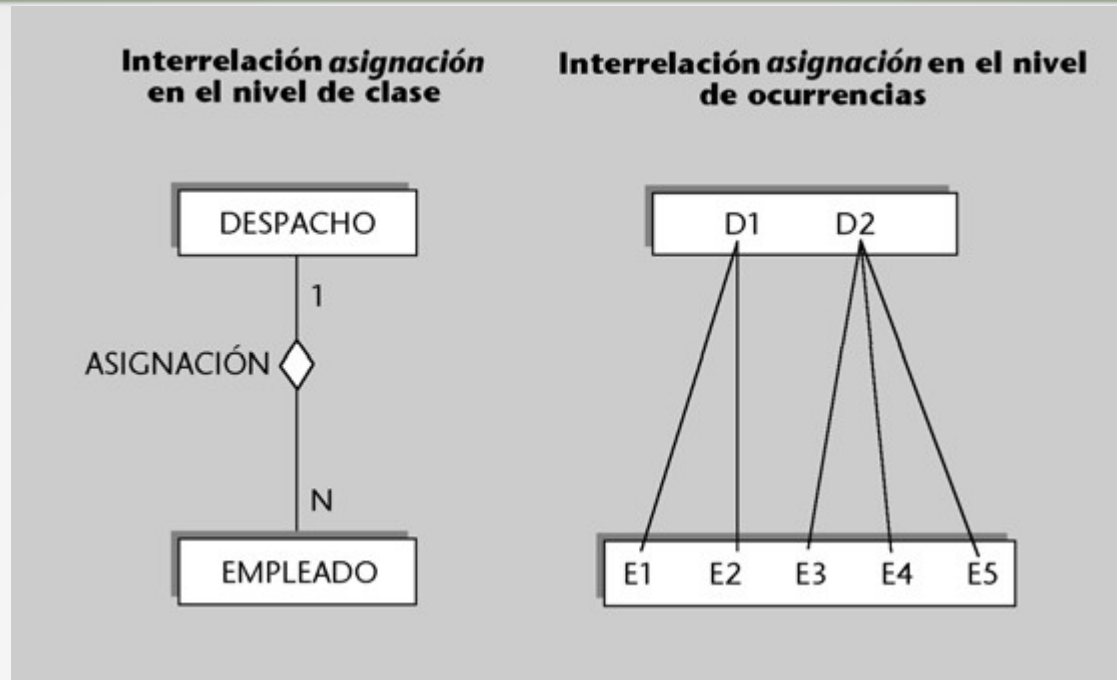 Interrelación asignación
en el nivel de clase
Interrelación asignación en el nivel
de ocurrencias
DESPACHO
1
ASIGNACIÓN
N
EMPLEADO
D1 D2
E1 E2 E3 E4 E5